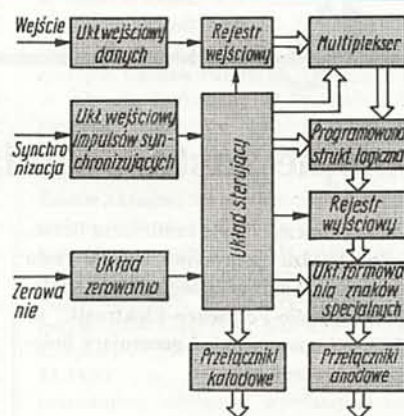 Wejście
Ukł. wejściowy
danych
Rejestr
wejściowy
Multiplekser
Synchro
nizacja
Ukł. wejściowy
impulsów syn-
chronizujących
Układ sterujący
Programowana
strukt. logiczna
Rejestr
wyjściowy
Zerowa
nie
Układ
zerowania
Ukł. formowa
nia znaków
specjalnych
Przełączniki
katodowe
Przełączniki
anodowe